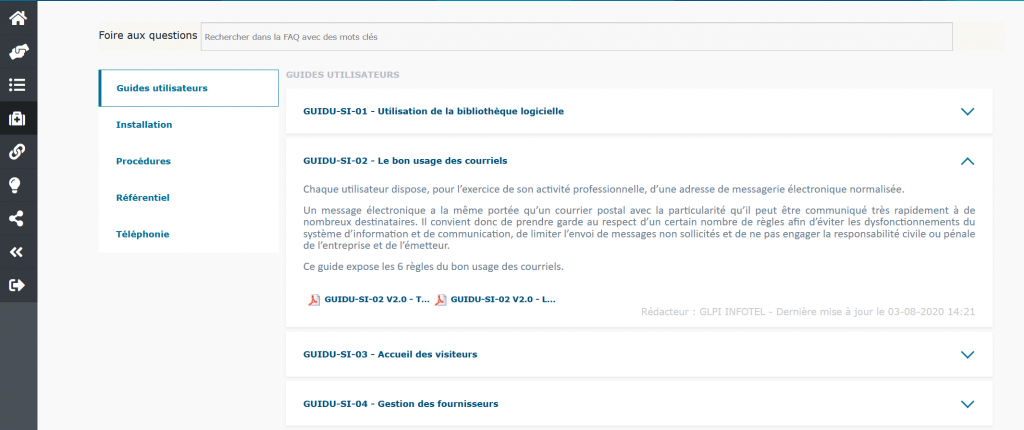 Foire aux questions
Rechercher dans la FAQ avec des mots clés
Guides utilisateurs
Installation
Procédures
Référentiel
Téléphonie
GUIDES UTILISATEURS
GUIDU-SI-01 - Utilisation de la bibliothèque logicielle
GUIDU-SI-02 - Le bon usage des courriels
Chaque utilisateur dispose, pour l'exercice de son activité professionnelle, d'une adresse de messagerie électronique normalisée.
Un message électronique a la même portée qu'un courrier postal avec la particularité qu'il peut être communiqué très rapidement à de
nombreux destinataires. Il convient donc de prendre garde au respect d'un certain nombre de règles afin d'éviter les dysfonctionnements du
système d'information et de communication, de limiter l'envoi de messages non sollicités et de ne pas engager la responsabilité civile ou pénale
de l'entreprise et de l'émetteur.
Ce guide expose les 6 règles du bon usage des courriels.
GUIDU-SI-02 V2.0 - T... GUIDU-SI-02 V2.0 - L...
Rédacteur : GLPI INFOTEL - Dernière mise à jour le 03-08-2020 14:21
GUIDU-SI-03 - Accueil des visiteurs
GUIDU-SI-04 - Gestion des fournisseurs